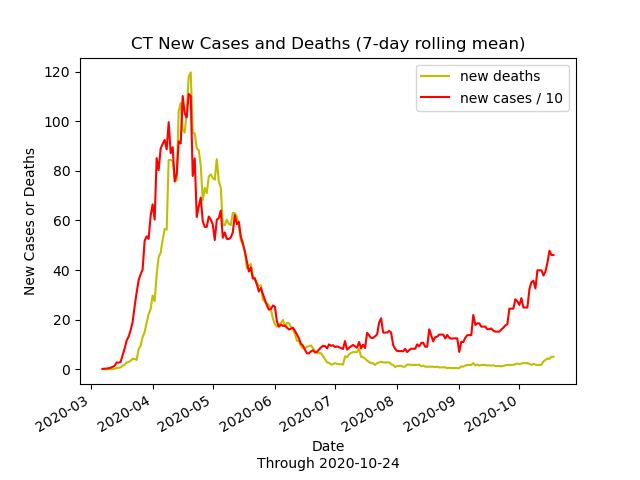 CT New Cases and Deaths (7-day rolling mean)
new deaths
new cases / 10
120
100
80
60
40
20
0
New Cases or Deaths
2020-03
2020-04
2020-05
2020-06
2020-07
2020-08
2020-09
2020-10
Date
Through 2020-10-24